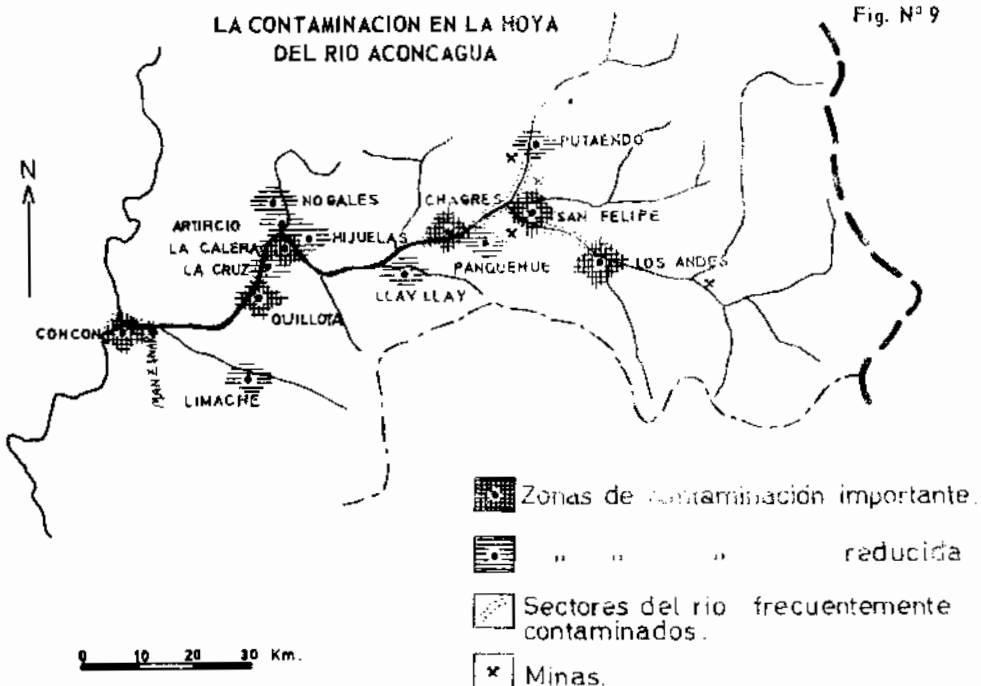 LA CONTAMINACION EN LA HOYA
DEL RIO ACONCAGUA
Fig. Nº 9
N
PUTAENDO
NOGALES
CHAGRES
ARTIFICIO
SAN FELIPE
LA CALERA
HIJUELAS
LA CRUZ
PANQUEHUE
LOS ANDES
LLAY LLAY
QUILLOTA
CONCON
LIMACHE
Zonas de contaminación importante.
" " " reducida
Sectores del rio frecuentemente
contaminados.
Minas.
0 10 20 30 Km.